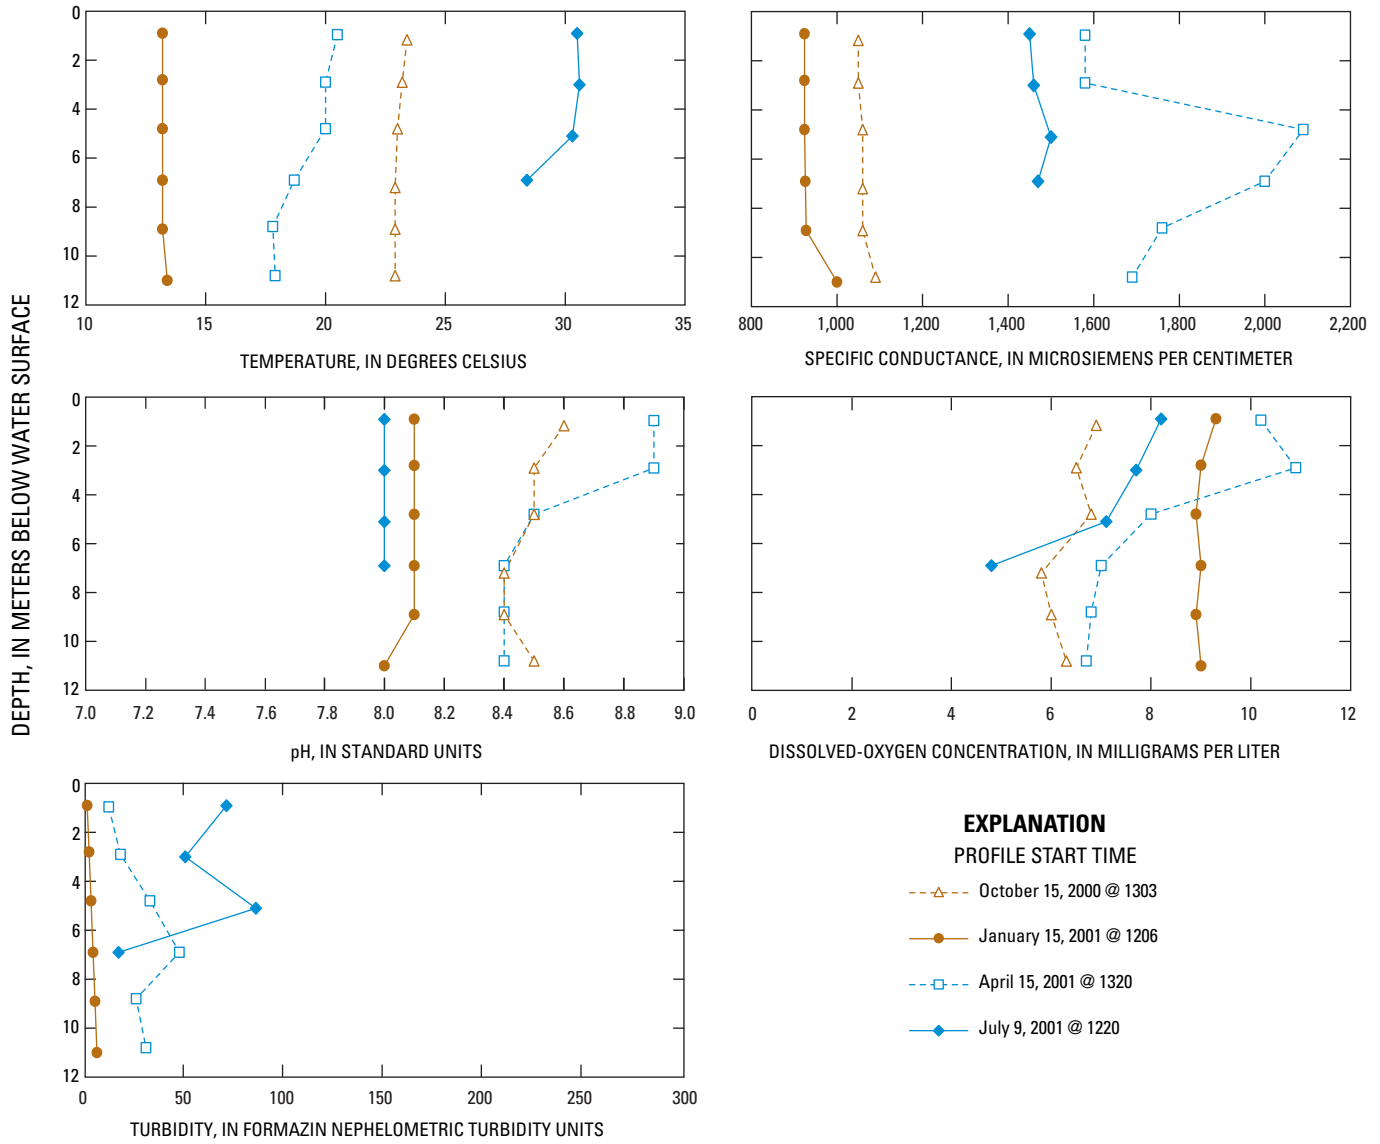 DEPTH, IN METERS BELOW WATER SURFACE
0
2
4
6
8
10
12
10 15 20 25 30 35
TEMPERATURE, IN DEGREES CELSIUS
800 1,000 1,200 1,400 1,600 1,800 2,000 2,200
SPECIFIC CONDUCTANCE, IN MICROSIEMENS PER CENTIMETER
0
2
4
6
8
10
12
7.0 7.2 7.4 7.6 7.8 8.0 8.2 8.4 8.6 8.8 9.0
pH, IN STANDARD UNITS
0 2 4 6 8 10 12
DISSOLVED-OXYGEN CONCENTRATION, IN MILLIGRAMS PER LITER
0
2
4
6
8
10
12
0 50 100 150 200 250 300
TURBIDITY, IN FORMAZIN NEPHELOMETRIC TURBIDITY UNITS
EXPLANATION
PROFILE START TIME
October 15, 2000 @ 1303
January 15, 2001 @ 1206
April 15, 2001 @ 1320
July 9, 2001 @ 1220